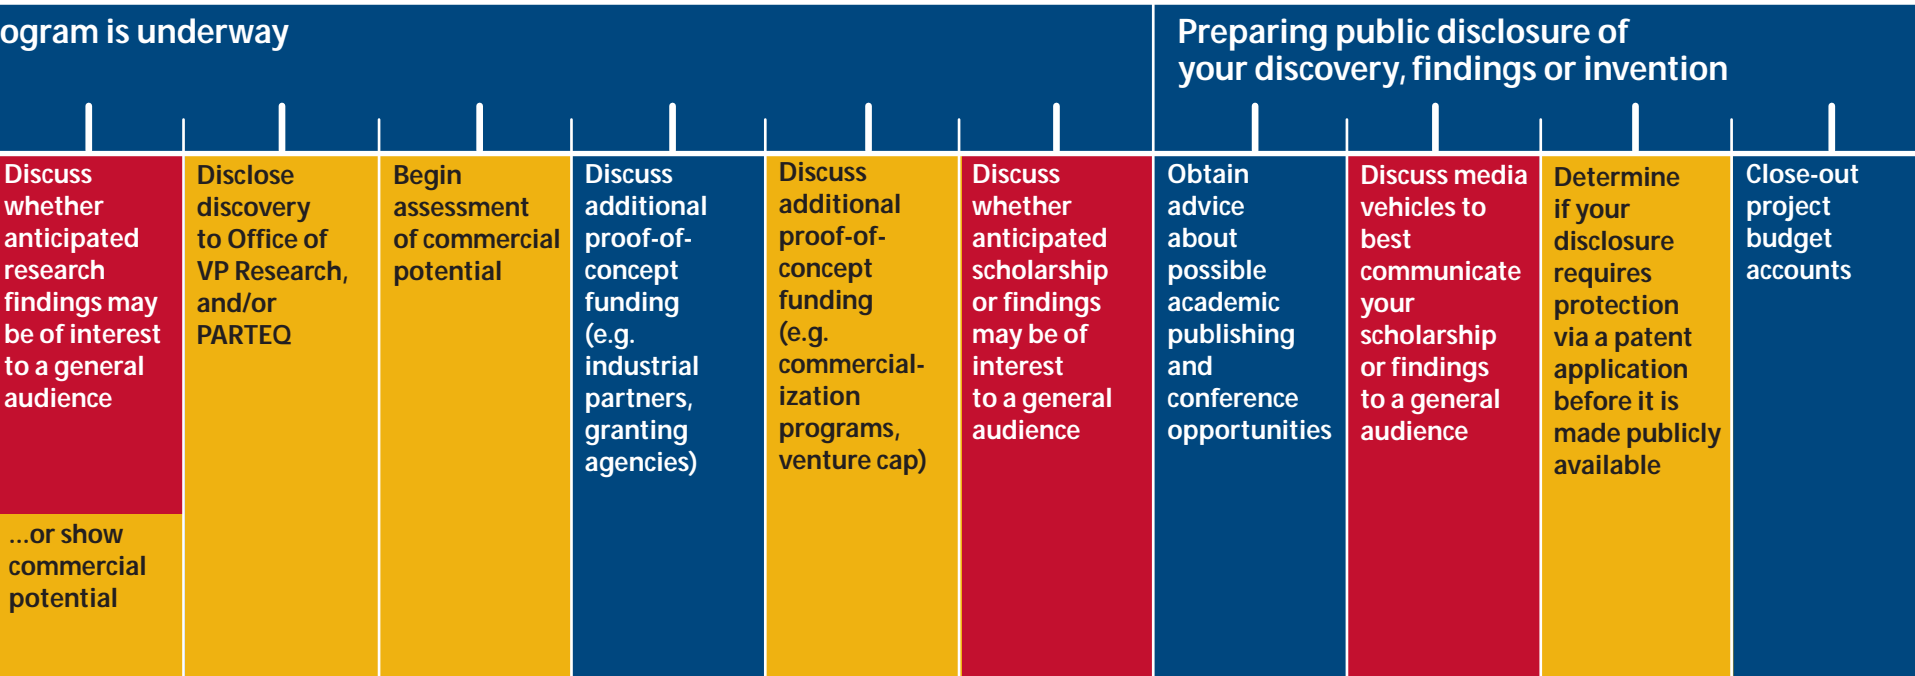 ogram is underway
Preparing public disclosure of
your discovery, findings or invention
Discuss
whether
anticipated
research
findings may
be of interest
to a general
audience
...or show
commercial
potential
Disclose
discovery
to Office of
VP Research,
and/or
PARTEQ
Begin
assessment
of commercial
potential
Discuss
additional
proof-of-
concept
funding
(e.g.
industrial
partners,
granting
agencies)
Discuss
additional
proof-of-
concept
funding
(e.g.
commercial-
ization
programs,
venture cap)
Discuss
whether
anticipated
scholarship
or findings
may be of
interest
to a general
audience
Obtain
advice
about
possible
academic
publishing
and
conference
opportunities
Discuss media
vehicles to
best
communicate
your
scholarship
or findings
to a general
audience
Determine
if your
disclosure
requires
protection
via a patent
application
before it is
made publicly
available
Close-out
project
budget
accounts